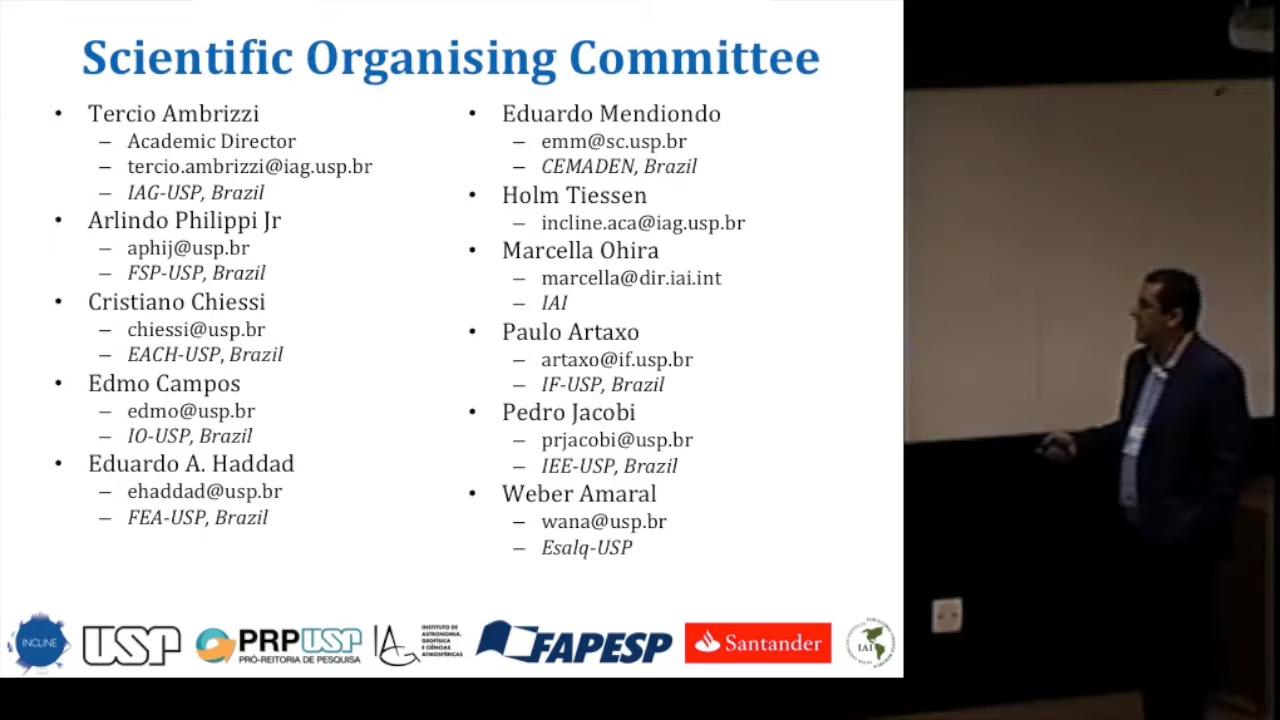 Scientific Organising Committee
• Tercio Ambrizzi
– Academic Director
– tercio.ambrizzi@iag.usp.br
– IAG-USP, Brazil
• Arlindo Philippi Jr
– aphij@usp.br
– FSP-USP, Brazil
• Cristiano Chiessi
– chiessi@usp.br
– EACH-USP, Brazil
• Edmo Campos
– edmo@usp.br
– IO-USP, Brazil
• Eduardo A. Haddad
– ehaddad@usp.br
– FEA-USP, Brazil
• Eduardo Mendiondo
– emm@sc.usp.br
– CEMADEN, Brazil
• Holm Tiessen
– incline.aca@iag.usp.br
• Marcella Ohira
– marcella@dir.iai.int
– IAI
• Paulo Artaxo
– artaxo@if.usp.br
– IF-USP, Brazil
• Pedro Jacobi
– prjacobi@usp.br
– IEE-USP, Brazil
• Weber Amaral
– wana@usp.br
– Esalq-USP
INCLINE
USP
PRPUSP
PRÓ-REITORIA DE PESQUISA
IAG
INSTITUTO DE
ASTRONOMIA,
GEOFÍSICA
E CIÊNCIAS
ATMOSFÉRICAS
FAPESP
Santander
IAI